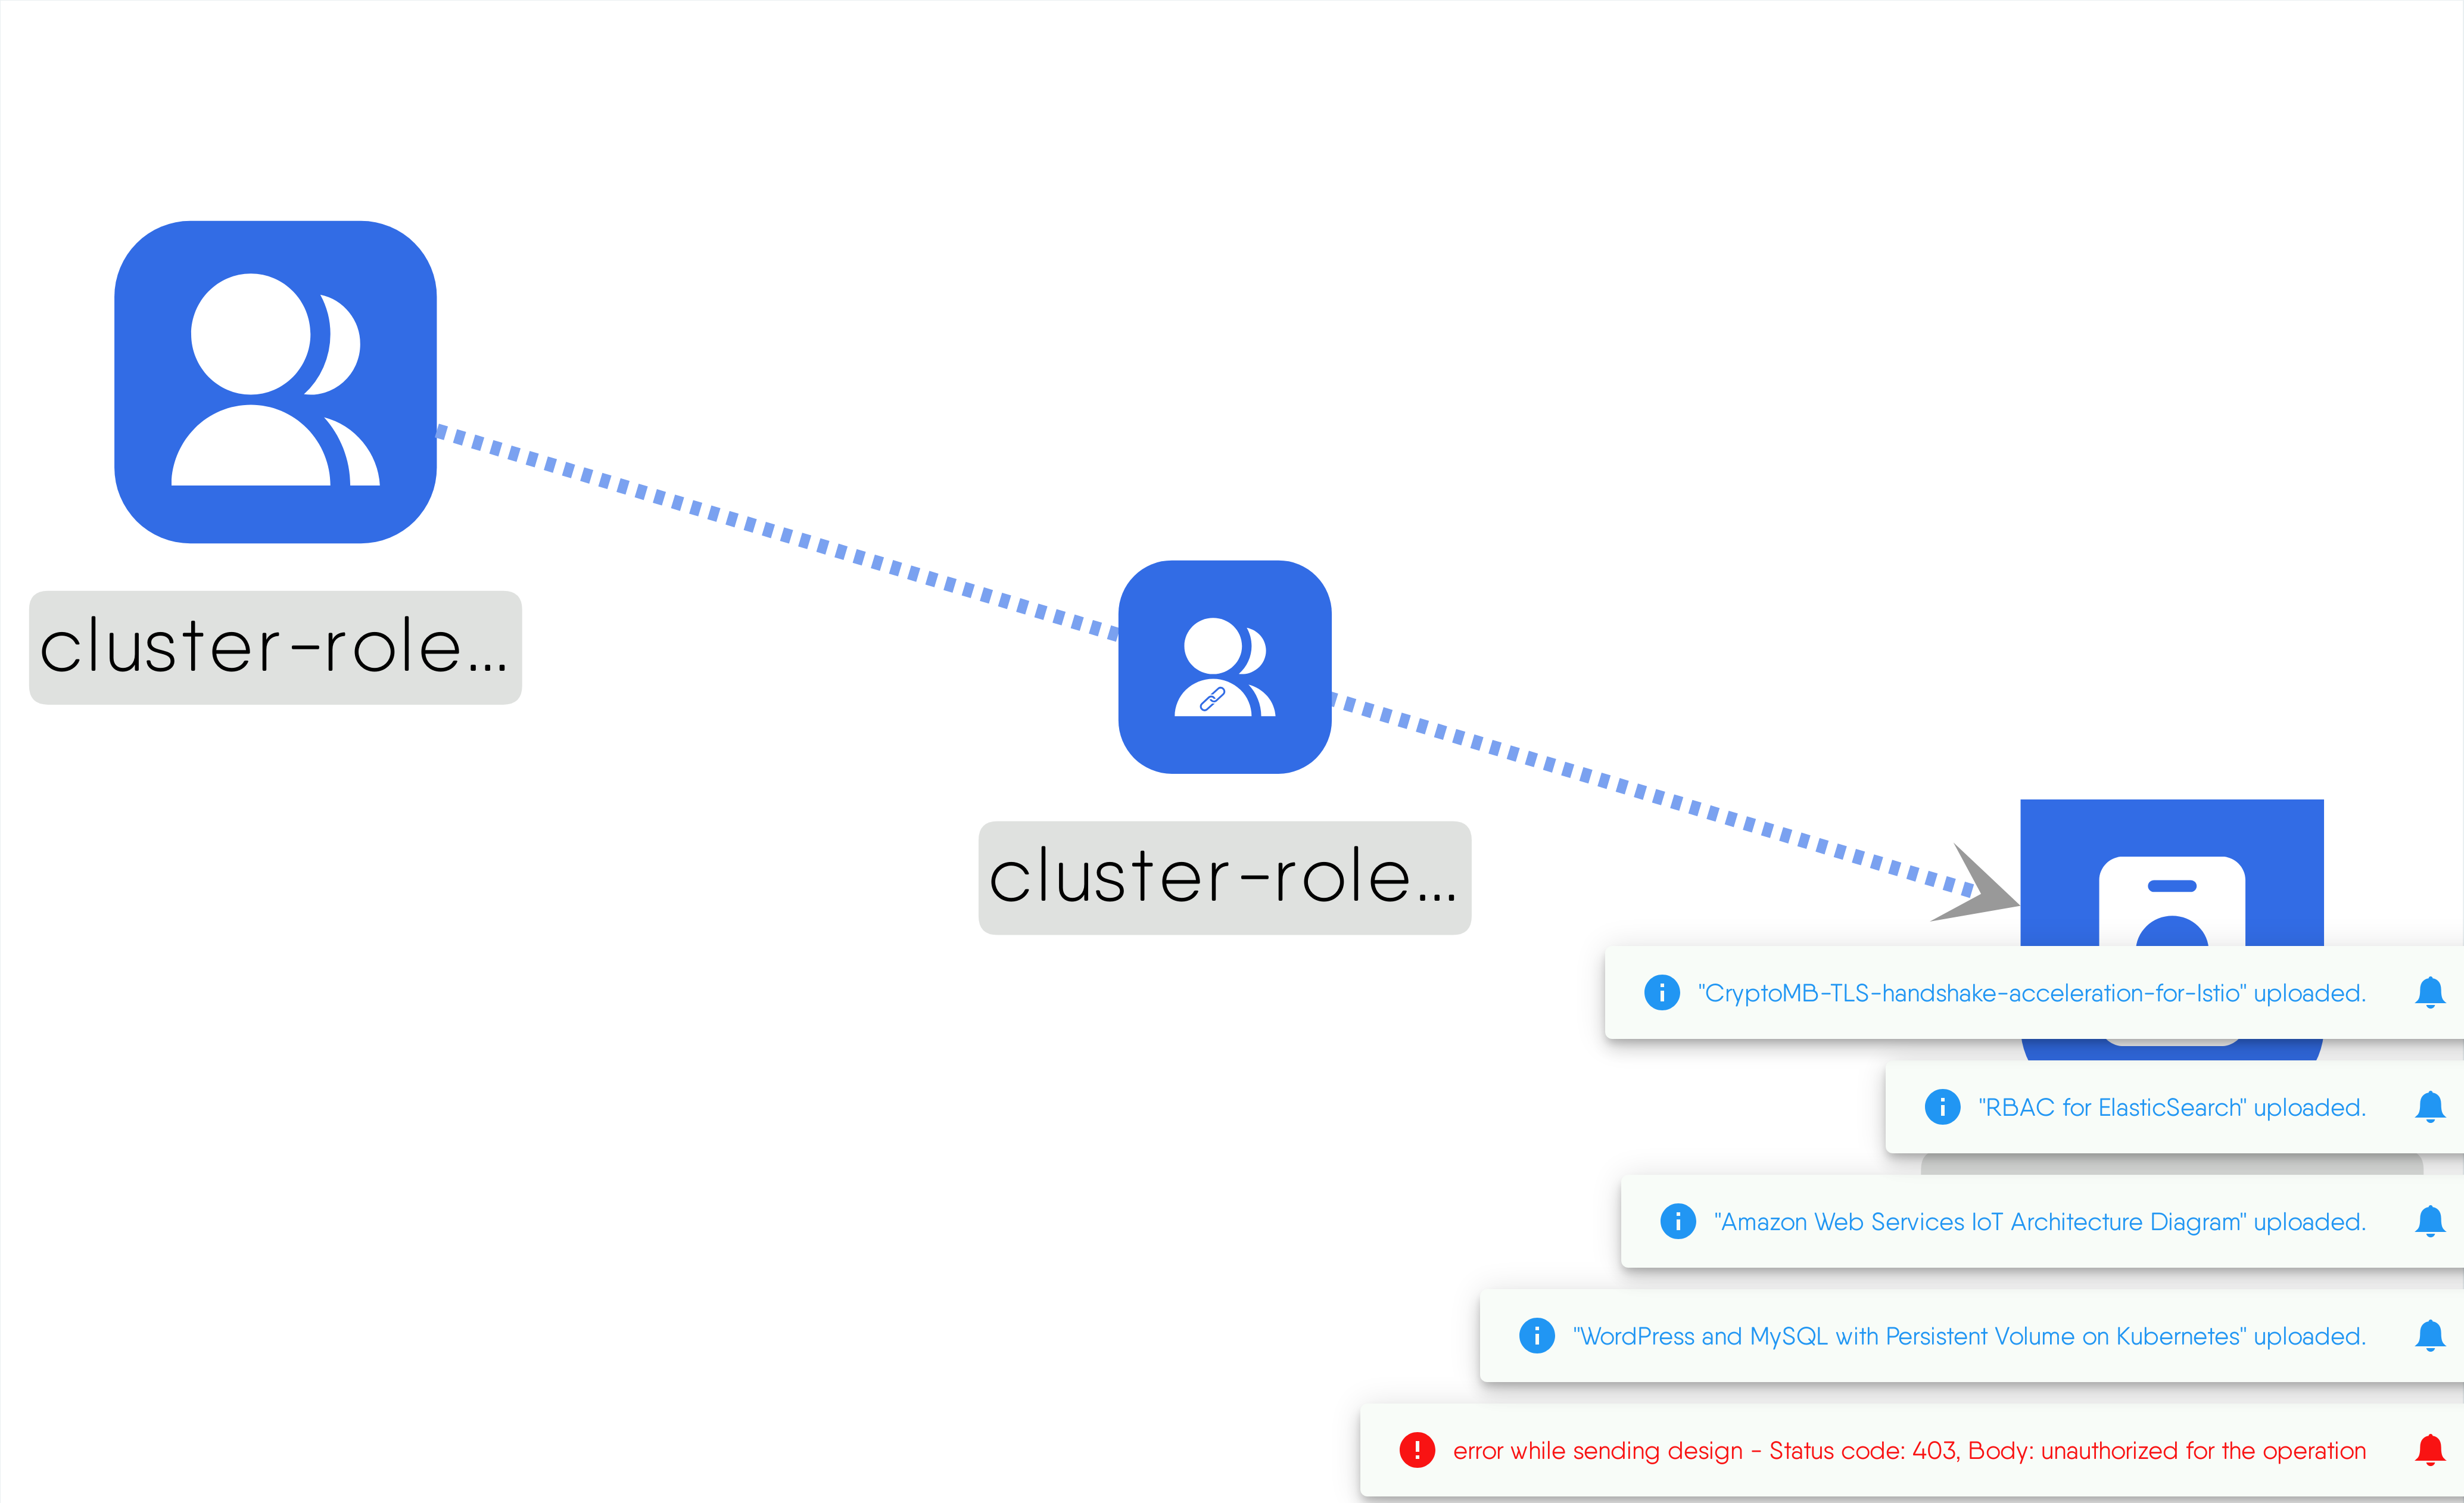 cluster-role...
cluster-role...
"CryptoMB-TLS-handshake-acceleration-for-Istio" uploaded.
"RBAC for ElasticSearch" uploaded.
"Amazon Web Services IoT Architecture Diagram" uploaded.
"WordPress and MySQL with Persistent Volume on Kubernetes" uploaded.
error while sending design - Status code: 403, Body: unauthorized for the operation